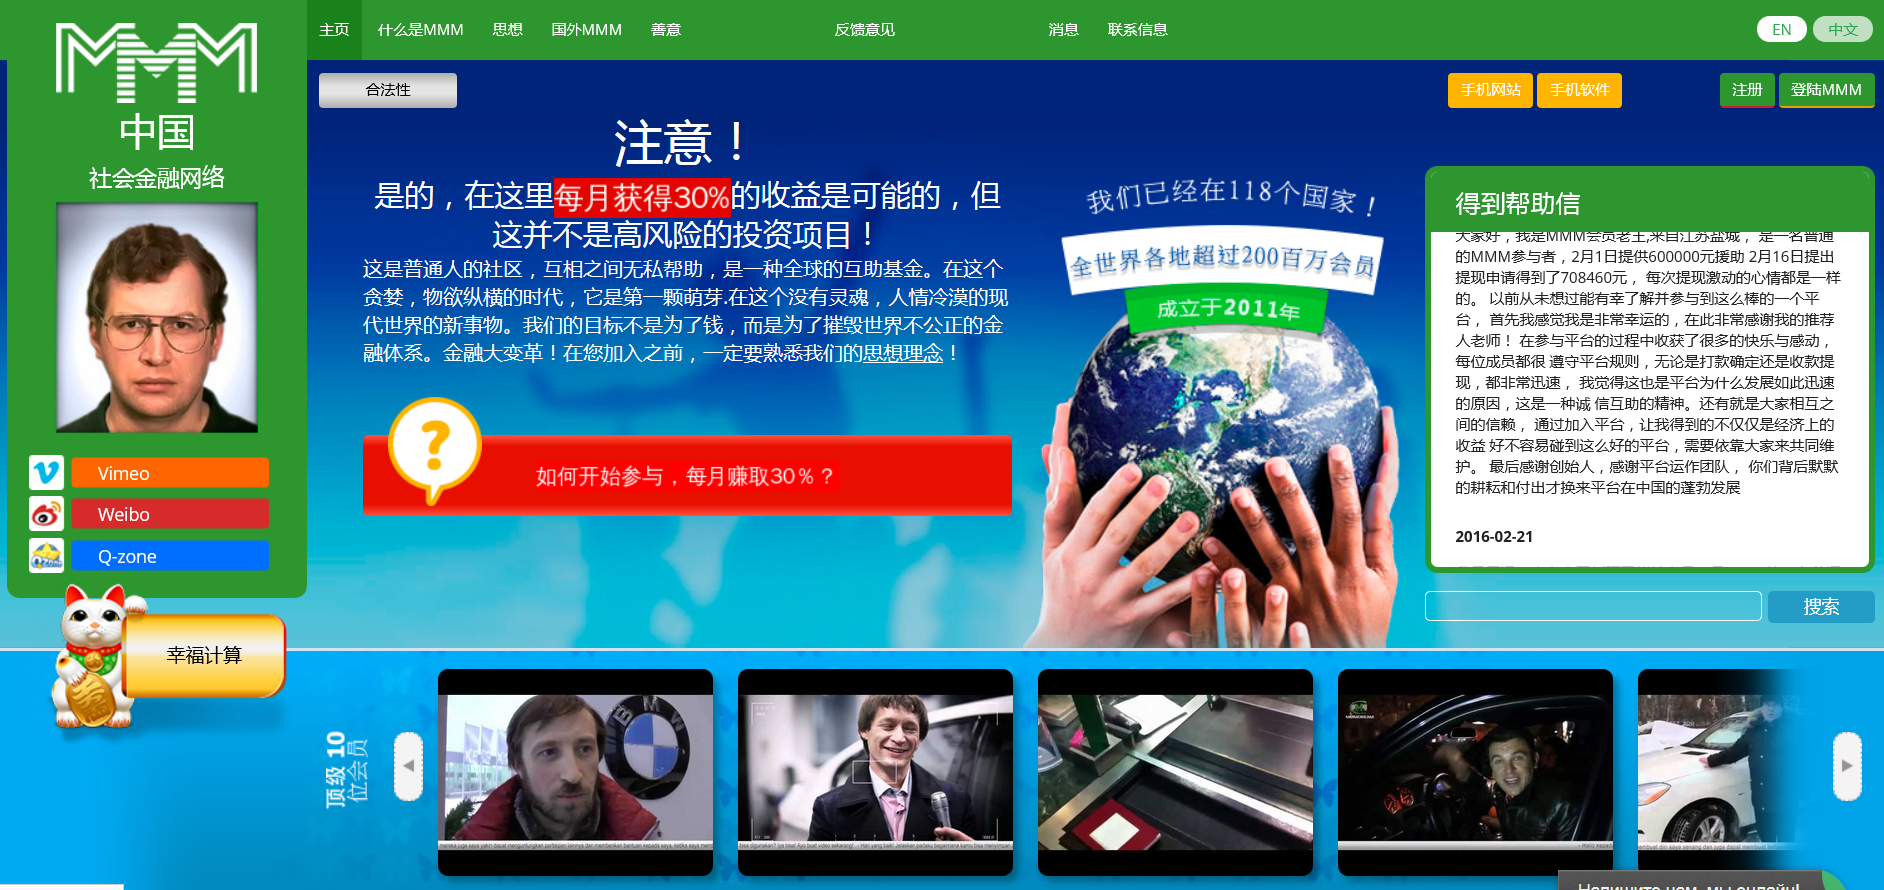 MMM
中国
社会金融网络
Vimeo
Weibo
Q-zone
幸福计算
主页 什么是MMM 思想 国外MMM 善意 反馈意见 消息 联系信息
EN 中文
合法性
手机网站 手机软件 注册 登陆MMM
注意！
是的，在这里每月获得30%的收益是可能的，但
这并不是高风险的投资项目！
这是普通人的社区，互相之间无私帮助，是一种全球的互助基金。在这个
贪婪，物欲纵横的时代，它是第一颗萌芽.在这个没有灵魂，人情冷漠的现
代世界的新事物。我们的目标不是为了钱，而是为了摧毁世界不公正的金
融体系。金融大变革！在您加入之前，一定要熟悉我们的思想理念！
?
如何开始参与，每月赚取30%？
我们已经在118个国家！
全世界各地超过200百万会员
成立于2011年
得到帮助信
大家好，我是MMM会员老王,来自江苏盐城， 是一名普通
的MMM参与者，2月1日提供600000元援助 2月16日提出
提现申请得到了708460元， 每次提现激动的心情都是一样
的。 以前从未想过能有幸了解并参与到这么棒的一个平
台， 首先我感觉我是非常幸运的，在此非常感谢我的推荐
人老师！ 在参与平台的过程中收获了很多的快乐与感动，
每位成员都很 遵守平台规则，无论是打款确定还是收款提
现，都非常迅速， 我觉得这也是平台为什么发展如此迅速
的原因，这是一种诚 信互助的精神。还有就是大家相互之
间的信赖， 通过加入平台，让我得到的不仅仅是经济上的
收益 好不容易碰到这么好的平台，需要依靠大家来共同维
护。 最后感谢创始人，感谢平台运作团队， 你们背后默默
的耕耘和付出才换来平台在中国的蓬勃发展
2016-02-21
搜索
顶级 10
位会员
BMW
Напишите нам, мы онлайн!